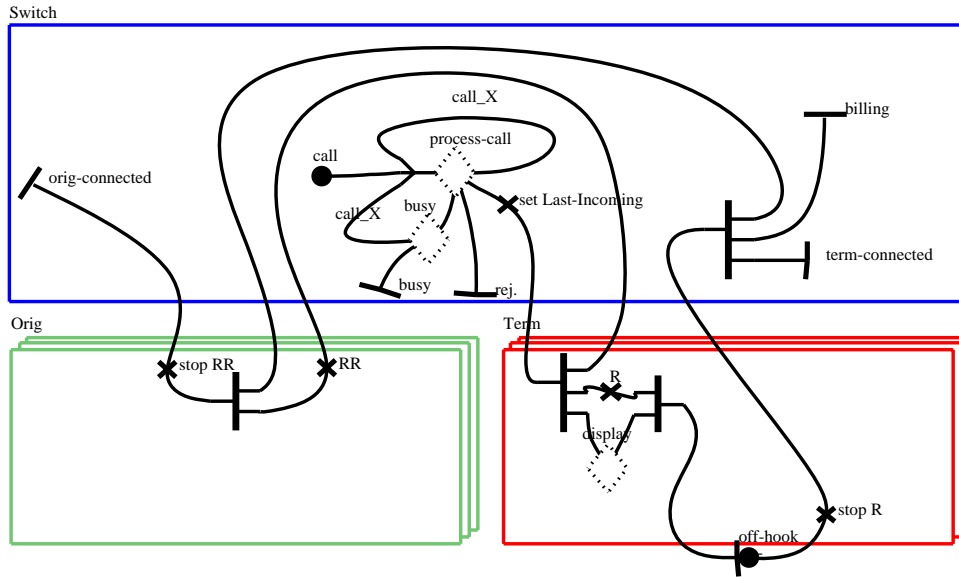 Switch
call_X
billing
process-call
call
orig-connected
set Last-Incoming
busy
call_X
term-connected
busy
rej.
Orig
Term
stop RR
RR
R
display
stop R
off-hook